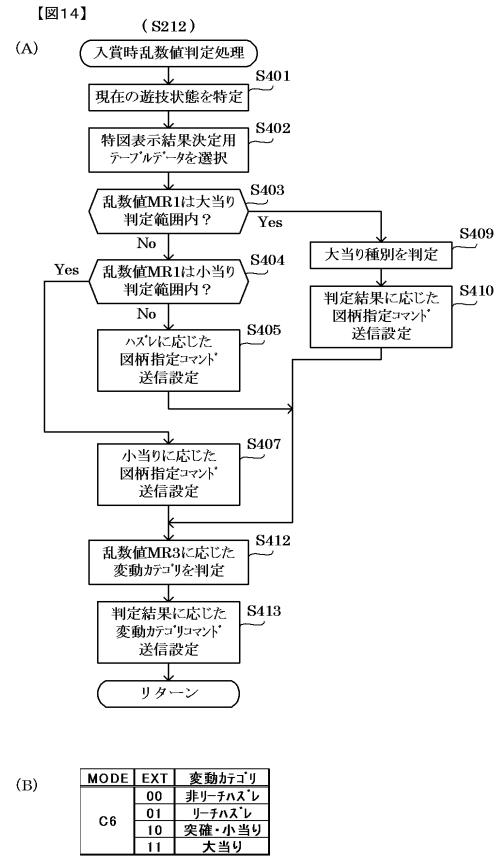 【図14】
(A)
(S212)
入賞時乱数値判定処理
S401
現在の遊技状態を特定
S402
特図表示結果決定用
テーブルデータを選択
S403
乱数値MR1は大当り
判定範囲内?
Yes
No
S404
乱数値MR1は小当り
判定範囲内?
Yes
No
S405
ハズレに応じた
図柄指定コマンド
送信設定
S409
大当り種別を判定
S410
判定結果に応じた
図柄指定コマンド
送信設定
S407
小当りに応じた
図柄指定コマンド
送信設定
S412
乱数値MR3に応じた
変動カテゴリを判定
S413
判定結果に応じた
変動カテゴリコマンド
送信設定
リターン
(B)
MODE EXT 変動カテゴリ
C6
00 非リーチハズレ
01 リーチハズレ
10 突確・小当り
11 大当り